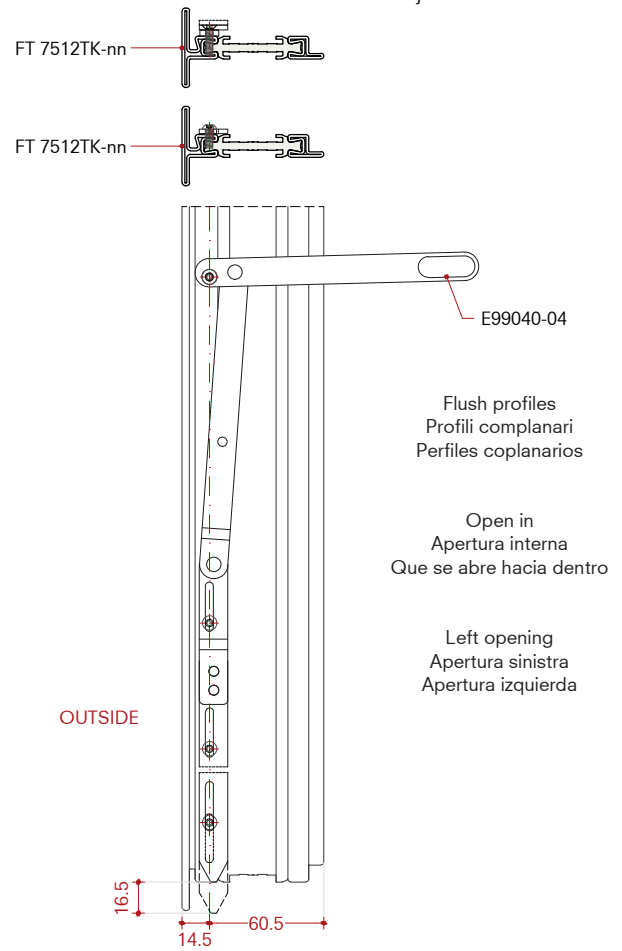 FT 7512TK-nn
FT 7512TK-nn
E99040-04
Flush profiles
Profili complanari
Perfiles coplanarios
Open in
Apertura interna
Que se abre hacia dentro
Left opening
Apertura sinistra
Apertura izquierda
OUTSIDE
16.5
60.5
14.5